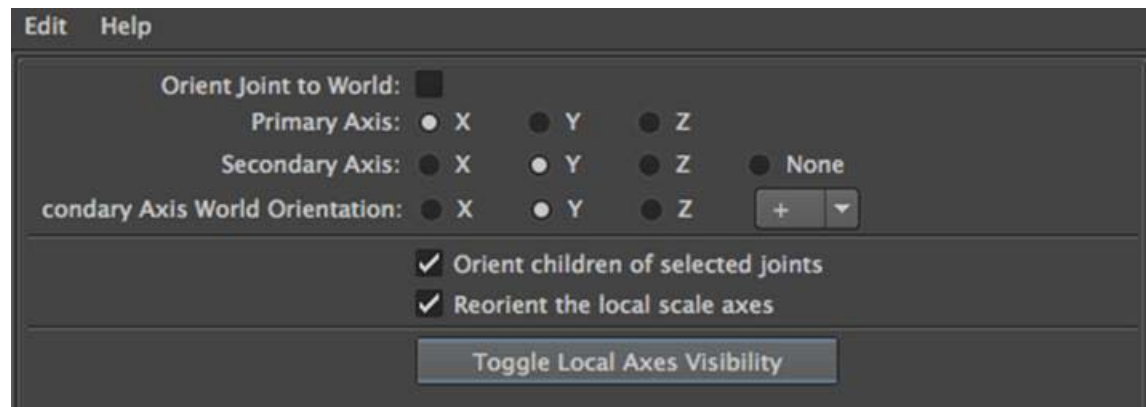 Edit Help
Orient Joint to World:
Primary Axis: X Y Z
Secondary Axis: X Y Z None
condary Axis World Orientation: X Y Z +
Orient children of selected joints
Reorient the local scale axes
Toggle Local Axes Visibility